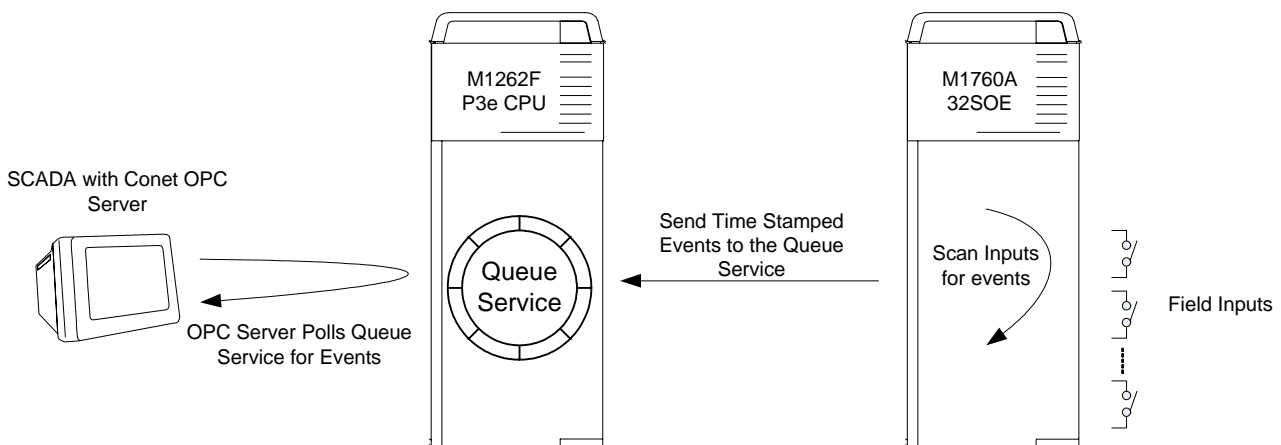 M1262F
P3e CPU
M1760A
32SOE
SCADA with Conet OPC
Server
Queue
Service
Send Time Stamped
Events to the Queue
Service
Scan Inputs
for events
Field Inputs
OPC Server Polls Queue
Service for Events